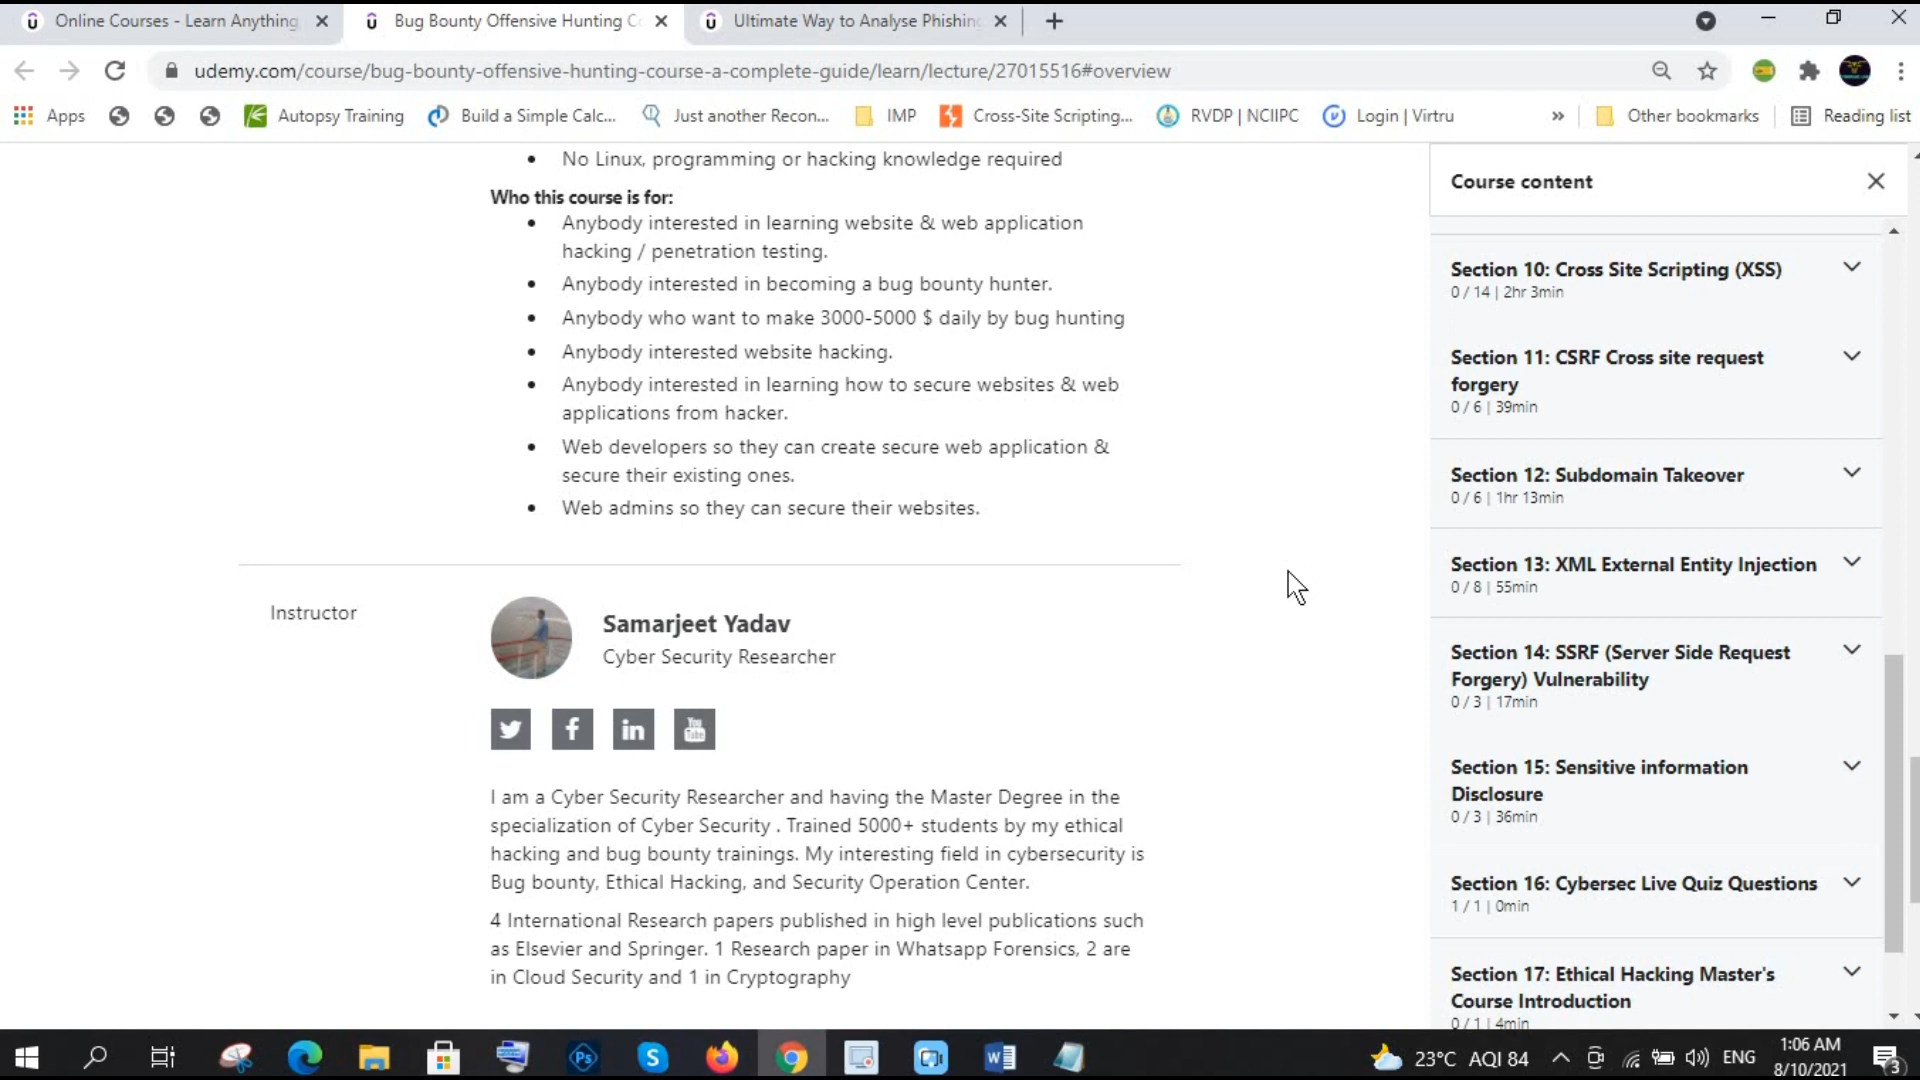 Online Courses - Learn Anything,
Bug Bounty Offensive Hunting Co
Ultimate Way to Analyse Phishing
udemy.com/course/bug-bounty-offensive-hunting-course-a-complete-guide/learn/lecture/27015516#overview
Apps
Autopsy Training
Build a Simple Calc...
Just another Recon...
IMP
Cross-Site Scripting...
RVDP | NCIIPC
Login | Virtru
»
Other bookmarks
Reading list
• No Linux, programming or hacking knowledge required
Who this course is for:
• Anybody interested in learning website & web application
hacking / penetration testing.
• Anybody interested in becoming a bug bounty hunter.
• Anybody who want to make 3000-5000 $ daily by bug hunting
• Anybody interested website hacking.
• Anybody interested in learning how to secure websites & web
applications from hacker.
• Web developers so they can create secure web application &
secure their existing ones.
• Web admins so they can secure their websites.
Instructor
Samarjeet Yadav
Cyber Security Researcher
You Tube
I am a Cyber Security Researcher and having the Master Degree in the
specialization of Cyber Security . Trained 5000+ students by my ethical
hacking and bug bounty trainings. My interesting field in cybersecurity is
Bug bounty, Ethical Hacking, and Security Operation Center.
4 International Research papers published in high level publications such
as Elsevier and Springer. 1 Research paper in Whatsapp Forensics, 2 are
in Cloud Security and 1 in Cryptography
Course content
Section 10: Cross Site Scripting (XSS)
0 / 14 | 2hr 3min
Section 11: CSRF Cross site request
forgery
0 / 6 | 39min
Section 12: Subdomain Takeover
0 / 6 | 1hr 13min
Section 13: XML External Entity Injection
0 / 8 | 55min
Section 14: SSRF (Server Side Request
Forgery) Vulnerability
0 / 3 | 17min
Section 15: Sensitive information
Disclosure
0 / 3 | 36min
Section 16: Cybersec Live Quiz Questions
1 / 1 | 0min
Section 17: Ethical Hacking Master's
Course Introduction
0 / 1 | 4min
Ps
23°C AQI 84
ENG
1:06 AM
8/10/2021
3